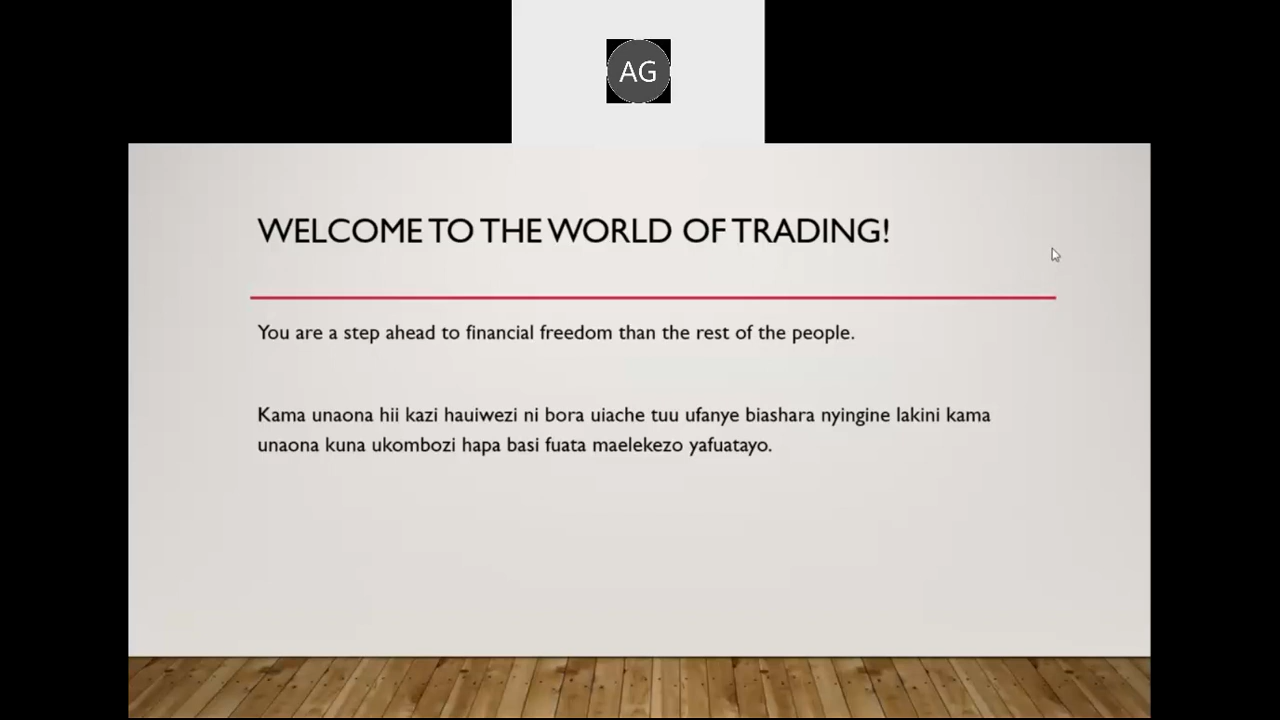 AG
WELCOME TO THE WORLD OF TRADING!
You are a step ahead to financial freedom than the rest of the people.
Kama unaona hii kazi hauiwezi ni bora uiache tuu ufanye biashara nyingine lakini kama
unaona kuna ukombozi hapa basi fuata maelekezo yafuatayo.